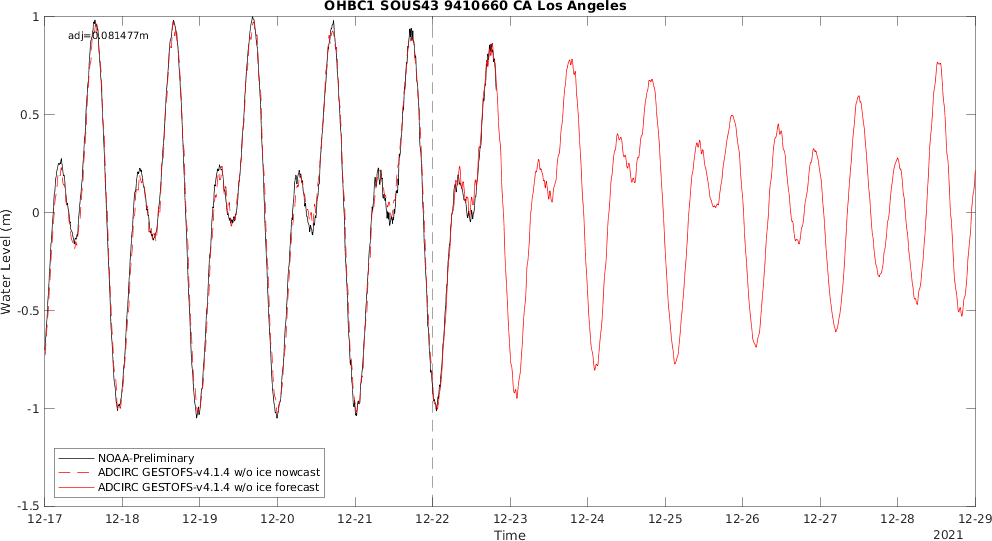 OHBC1 SOUS43 9410660 CA Los Angeles
adj=0.081477m
1
0.5
0
-0.5
-1
-1.5
Water Level (m)
NOAA-Preliminary
ADCIRC GESTOFS-v4.1.4 w/o ice nowcast
ADCIRC GESTOFS-v4.1.4 w/o ice forecast
12-17 12-18 12-19 12-20 12-21 12-22 12-23 12-24 12-25 12-26 12-27 12-28 12-29
Time
2021